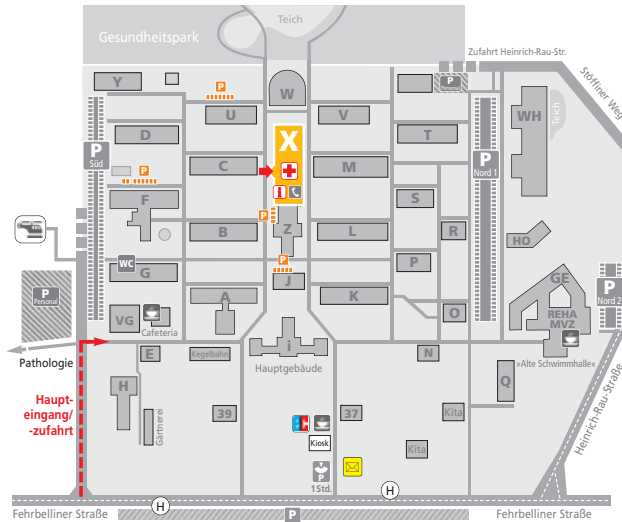 Teich
Gesundheitspark
Zufahrt Heinrich-Rau-Str.
Stöffiner Weg
Y
P
P
Personal
W
U
V
WH
Teich
X
D
T
P
Süd
C
M
P
Nord 1
P
i
S
F
P
B
Z
L
R
HO
WC
G
P
P
GE
P
Personal
J
P
Nord 2
A
K
VG
Cafeteria
O
REHA
MVZ
Pathologie
E
Kegelbahn
i
Hauptgebäude
N
»Alte Schwimmhalle«
H
Q
Haupt-
eingang/
-zufahrt
Gärtnerei
39
37
Kita
Heinrich-Rau-Straße
Kiosk
Kita
P
1 Std.
H
H
Fehrbelliner Straße
P
Fehrbelliner Straße